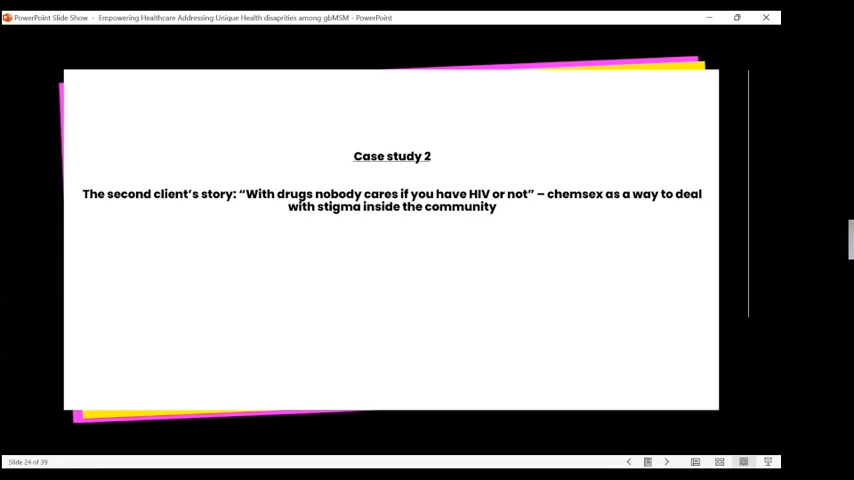 PowerPoint Slide Show - Empowering Healthcare Addressing Unique Health disaprities among gbMSM - PowerPoint
Case study 2
The second client's story: “With drugs nobody cares if you have HIV or not” – chemsex as a way to deal
with stigma inside the community
Slide 24 of 39